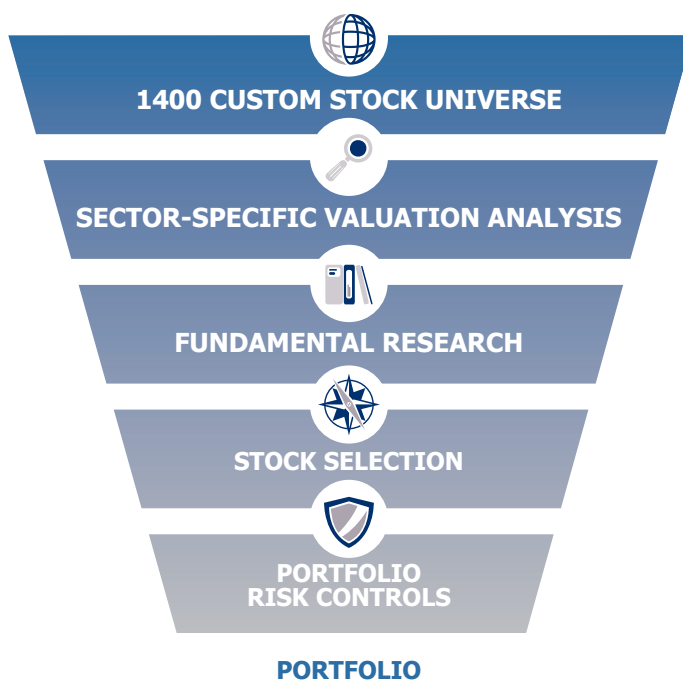 1400 CUSTOM STOCK UNIVERSE
SECTOR-SPECIFIC VALUATION ANALYSIS
FUNDAMENTAL RESEARCH
STOCK SELECTION
PORTFOLIO
RISK CONTROLS
PORTFOLIO